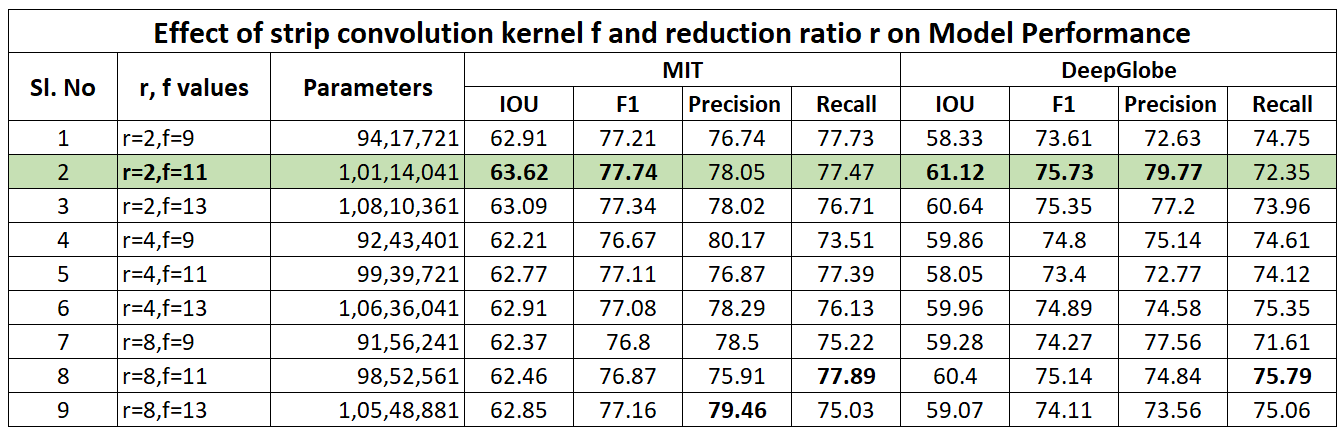 Effect of strip convolution kernel f and reduction ratio r on Model Performance
Sl. No r, f values Parameters MIT DeepGlobe
IOU F1 Precision Recall IOU F1 Precision Recall
1 r=2,f=9 94,17,721 62.91 77.21 76.74 77.73 58.33 73.61 72.63 74.75
2 r=2,f=11 1,01,14,041 63.62 77.74 78.05 77.47 61.12 75.73 79.77 72.35
3 r=2,f=13 1,08,10,361 63.09 77.34 78.02 76.71 60.64 75.35 77.2 73.96
4 r=4,f=9 92,43,401 62.21 76.67 80.17 73.51 59.86 74.8 75.14 74.61
5 r=4,f=11 99,39,721 62.77 77.11 76.87 77.39 58.05 73.4 72.77 74.12
6 r=4,f=13 1,06,36,041 62.91 77.08 78.29 76.13 59.96 74.89 74.58 75.35
7 r=8,f=9 91,56,241 62.37 76.8 78.5 75.22 59.28 74.27 77.56 71.61
8 r=8,f=11 98,52,561 62.46 76.87 75.91 77.89 60.4 75.14 74.84 75.79
9 r=8,f=13 1,05,48,881 62.85 77.16 79.46 75.03 59.07 74.11 73.56 75.06